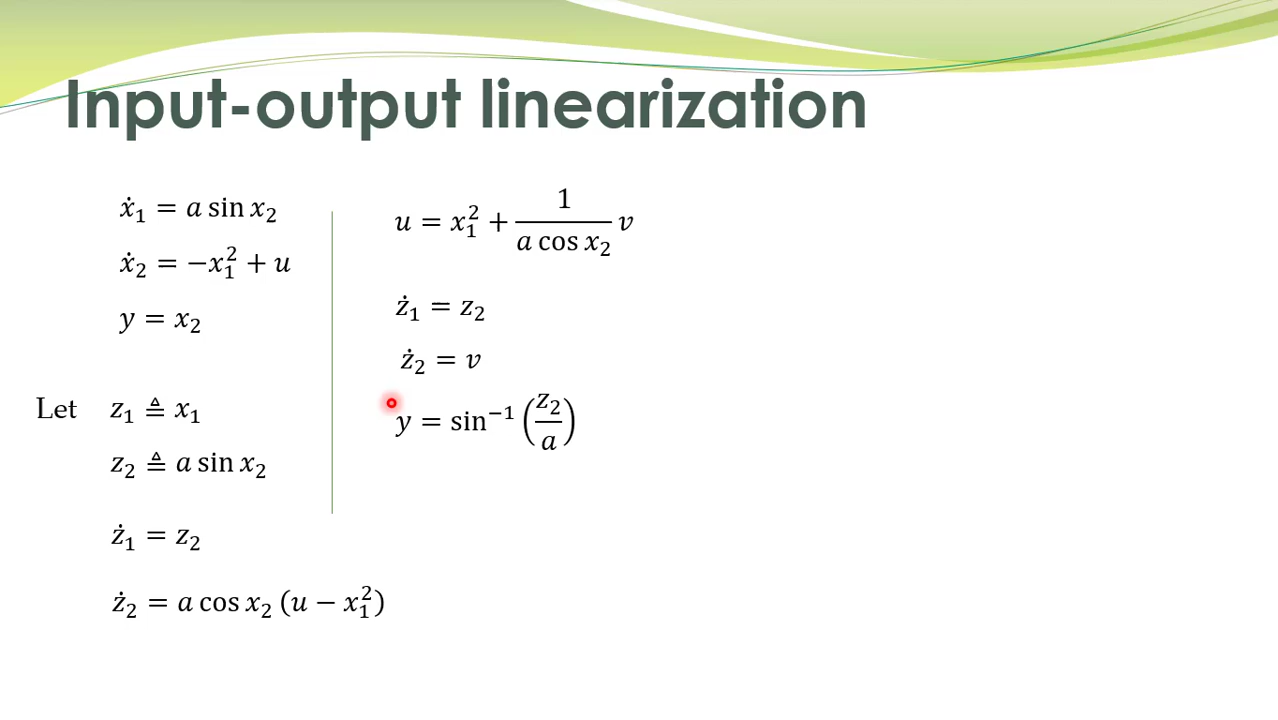 Input-output linearization
ẋ₁ = a sin x₂
ẋ₂ = −x₁² + u
y = x₂
Let z₁ ≜ x₁
z₂ ≜ a sin x₂
ż₁ = z₂
ż₂ = a cos x₂ (u − x₁²)
u = x₁² + 1/(a cos x₂) v
ż₁ = z₂
ż₂ = v
y = sin⁻¹ (z₂/a)